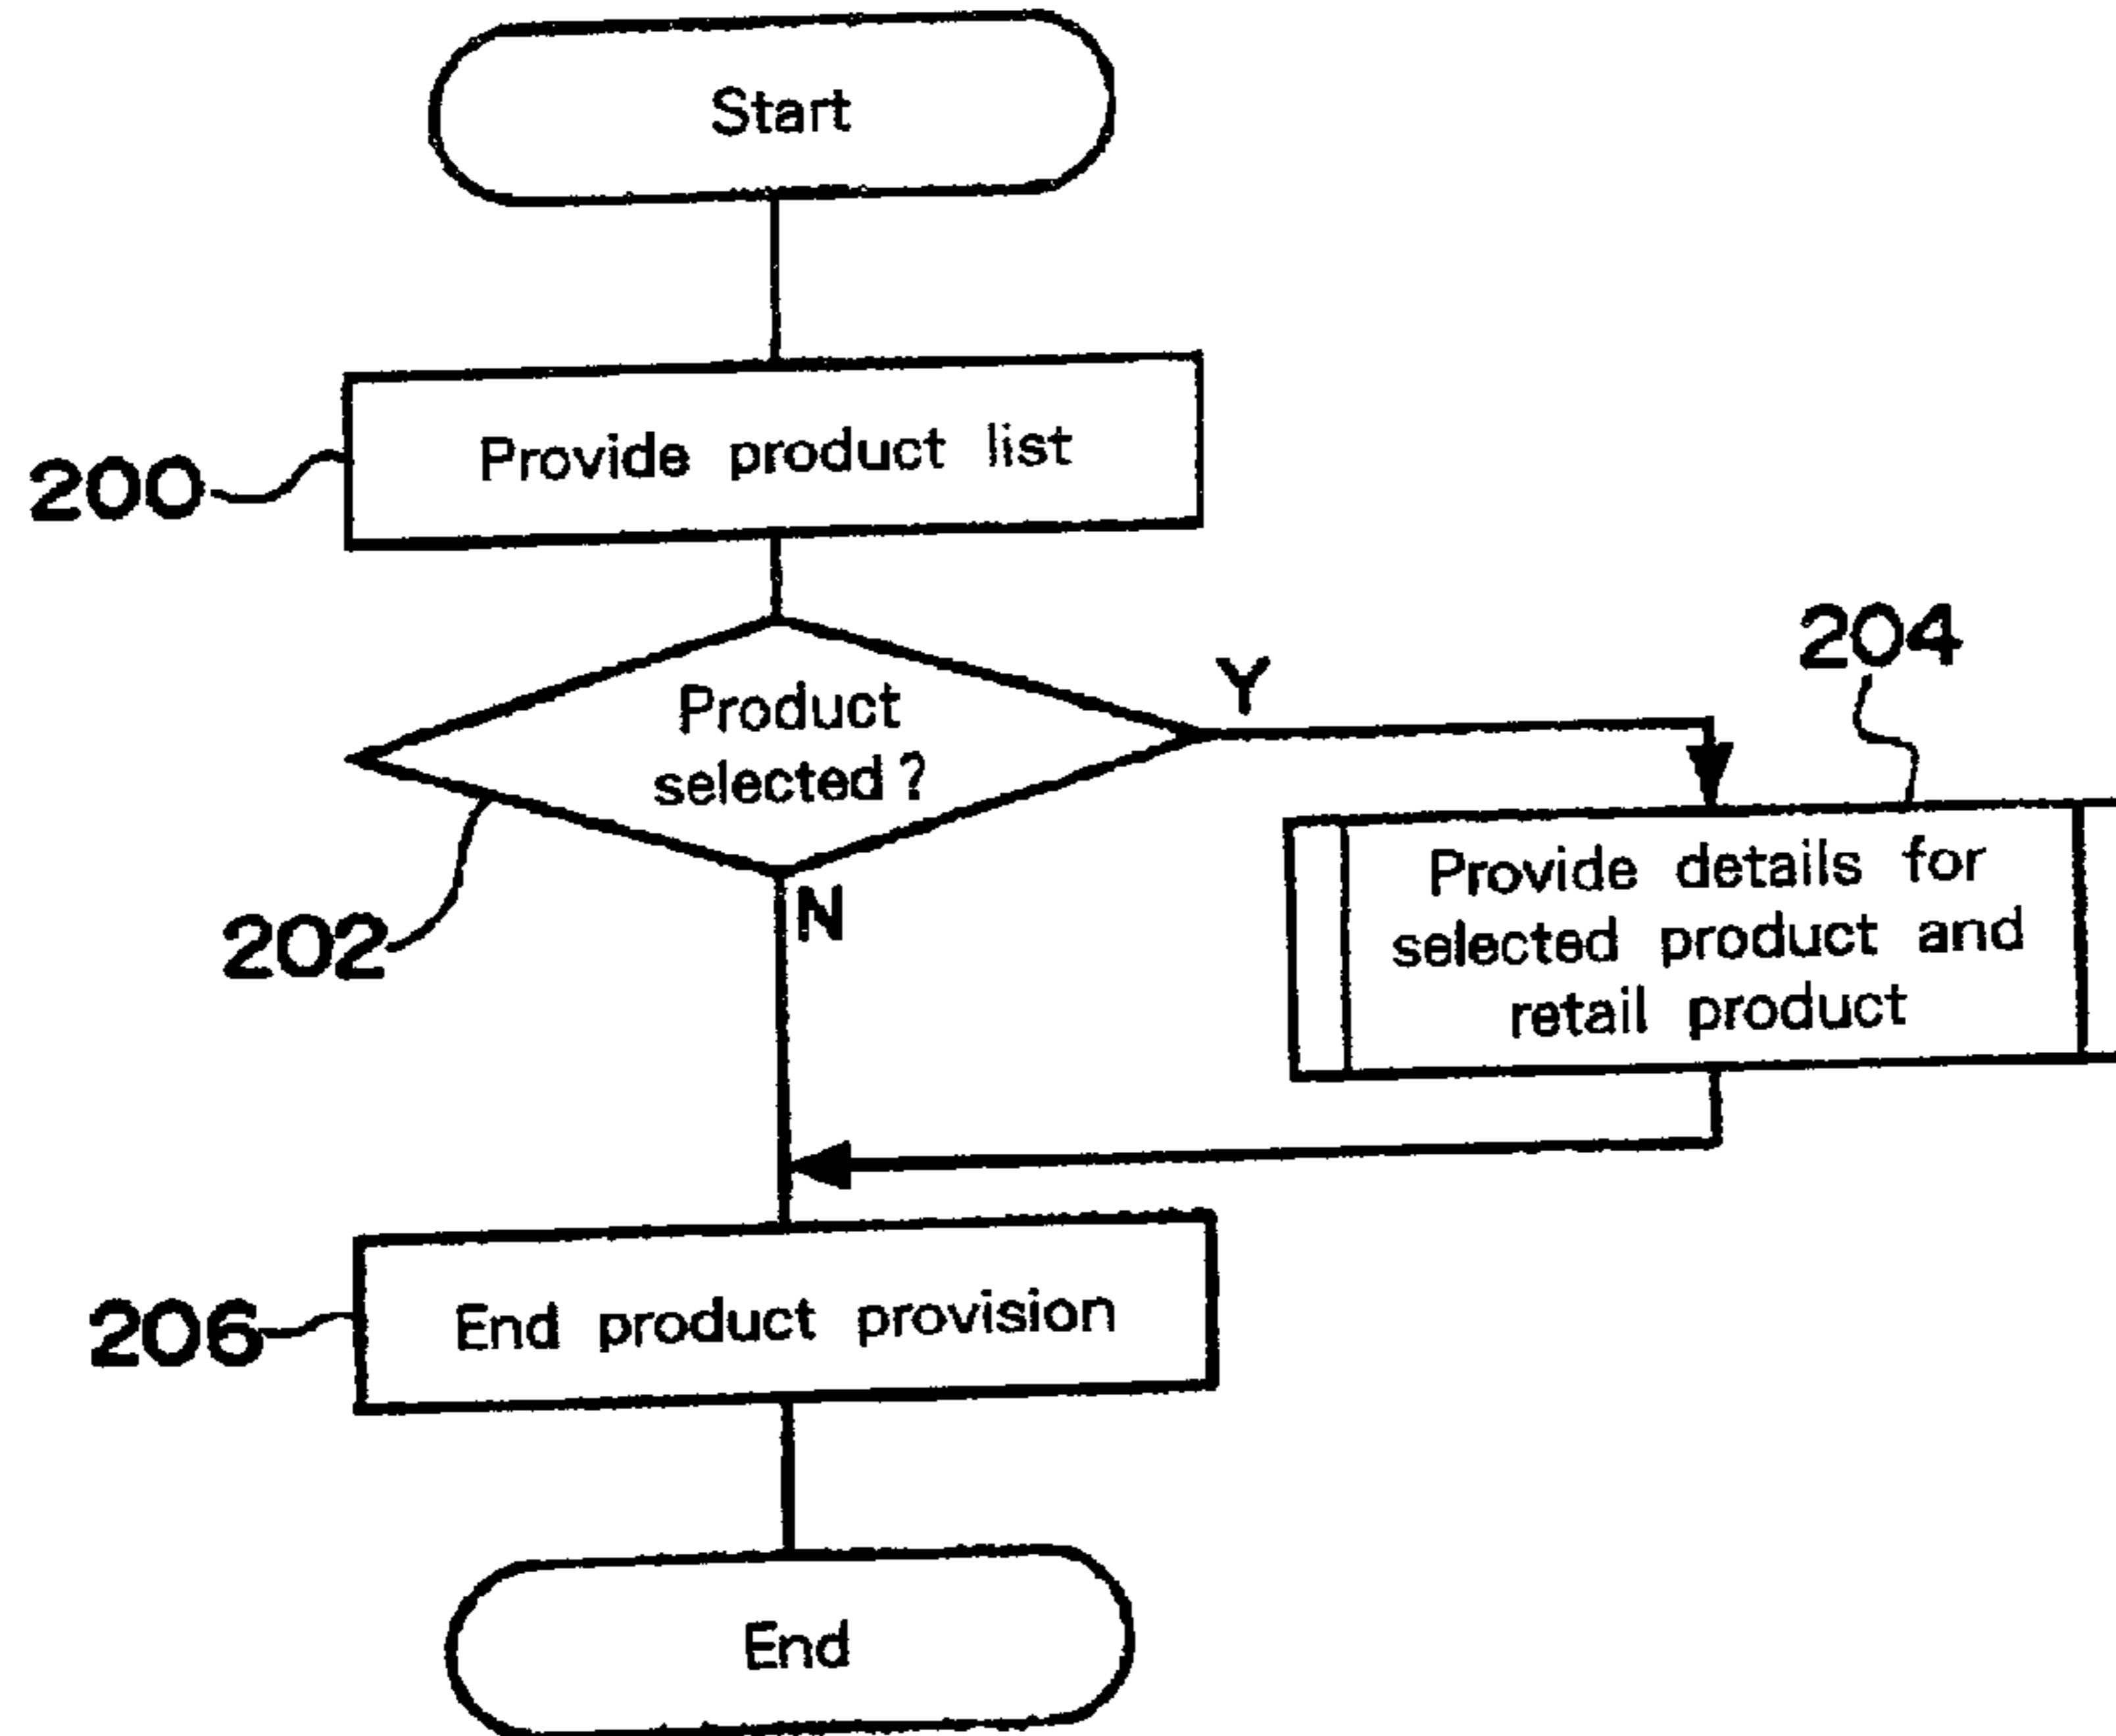 Start
Provide product list
200
204
Y
Product
selected?
Provide details for
selected product and
retail product
N
202
206
End product provision
End